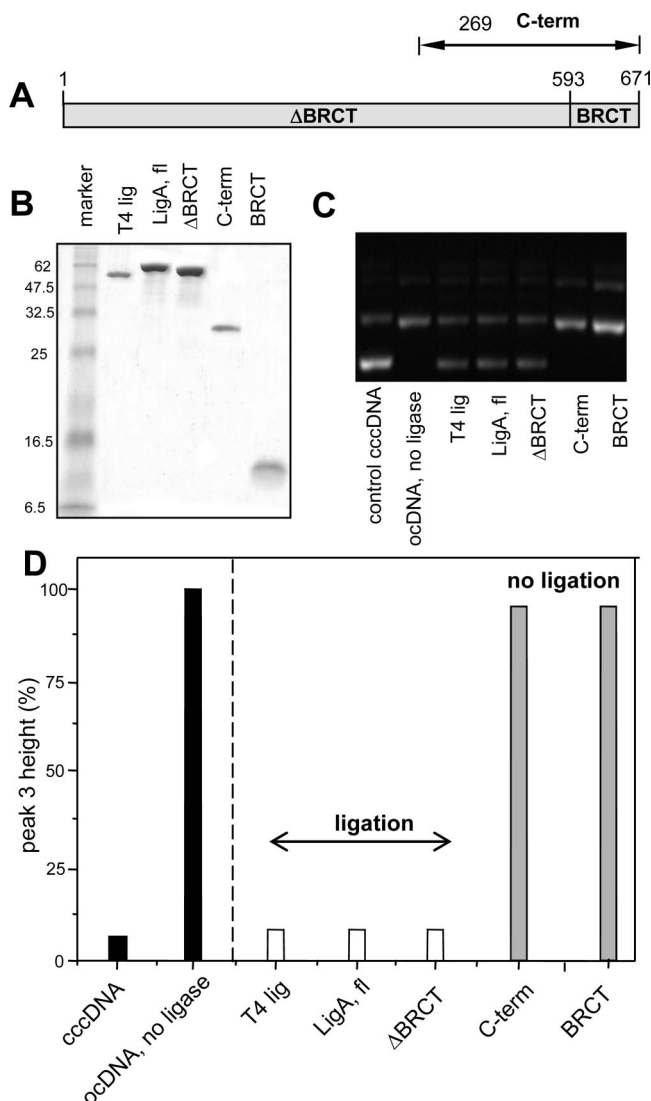 269 C-term
1 593 671
A
ΔBRCT BRCT
B
marker
T4 lig
LigA, fl
ΔBRCT
C-term
BRCT
62
47.5
32.5
25
16.5
6.5
C
control cccDNA
ocDNA, no ligase
T4 lig
LigA, fl
ΔBRCT
C-term
BRCT
D
no ligation
ligation
peak 3 height (%)
100
75
50
25
0
cccDNA
ocDNA, no ligase
T4 lig
LigA, fl
ΔBRCT
C-term
BRCT